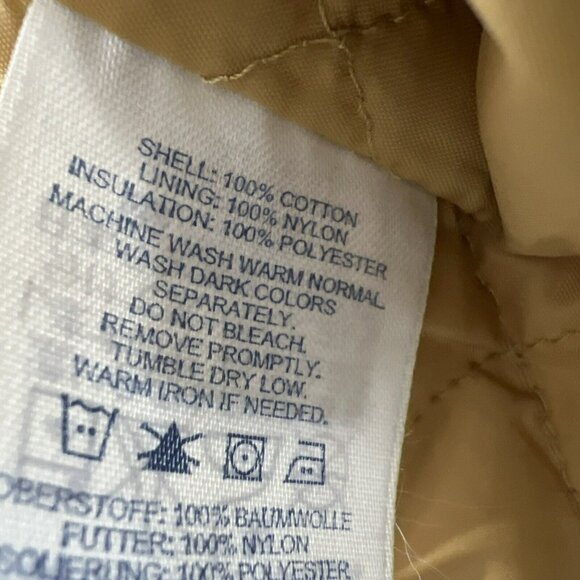 SHELL: 100% COTTON
LINING: 100% NYLON
INSULATION: 100% POLYESTER
MACHINE WASH WARM NORMAL
WASH DARK COLORS
SEPARATELY.
DO NOT BLEACH.
REMOVE PROMPTLY.
TUMBLE DRY LOW.
WARM IRON IF NEEDED.
OBERSTOFF: 100% BAUMWOLLE
FUTTER: 100% NYLON
ISOLIERUNG: 100% POLYESTER